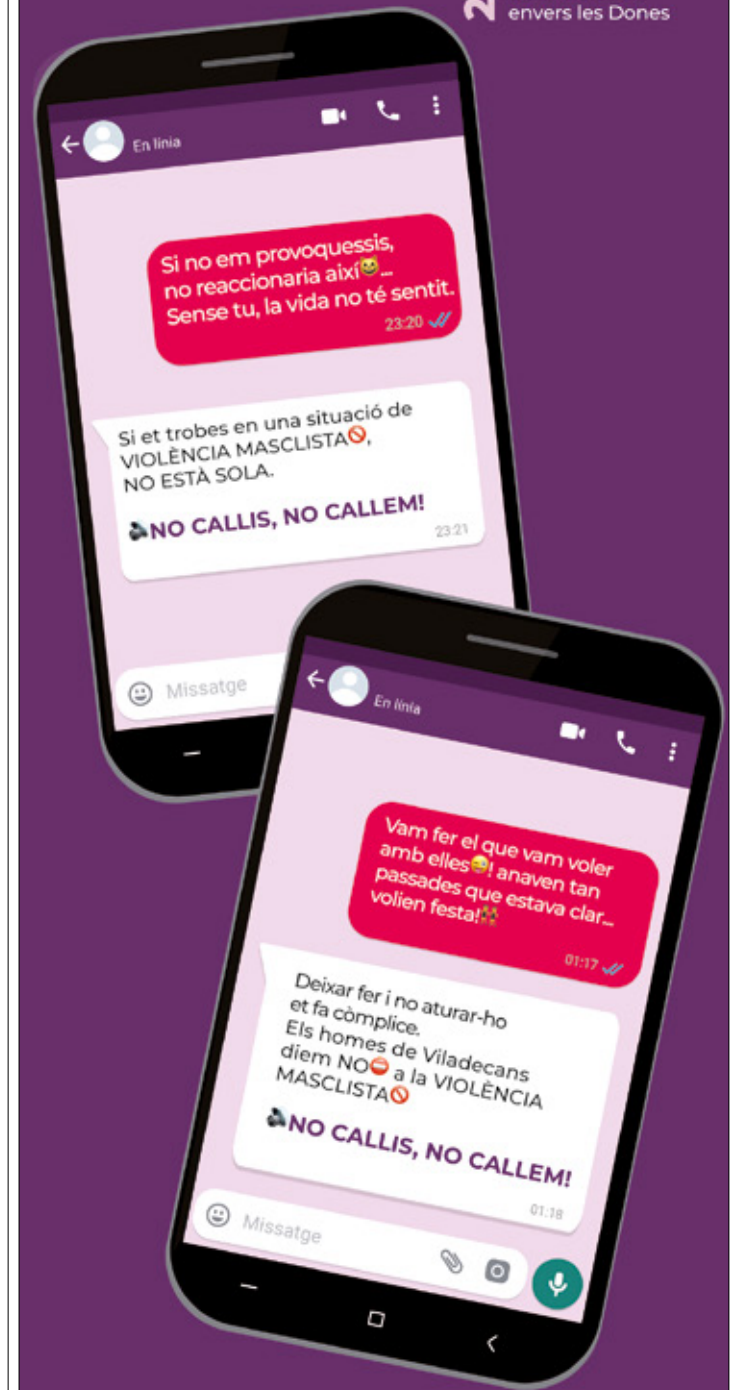 envers les Dones
En línia
Si no em provoquessis,
no reaccionaria així😆...
Sense tu, la vida no té sentit.
23:20
Si et trobes en una situació de
VIOLÈNCIA MASCLISTA🚫,
NO ESTÀ SOLA.
🔊NO CALLIS, NO CALLEM!
23:21
Missatge
En línia
Vam fer el que vam voler
amb elles😜! anaven tan
passades que estava clar...
volien festa!👯
01:17
Deixar fer i no aturar-ho
et fa còmplice.
Els homes de Viladecans
diem NO⛔ a la VIOLÈNCIA
MASCLISTA🚫
🔊NO CALLIS, NO CALLEM!
01:18
Missatge